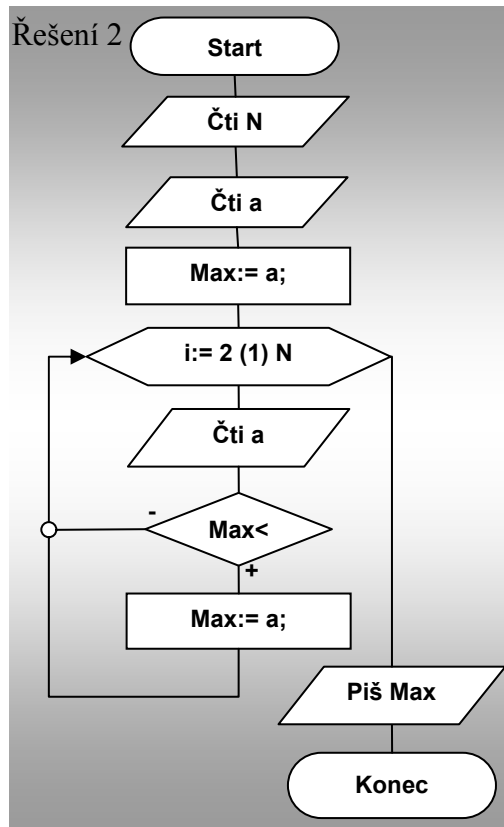 Řešení 2
Start
Čti N
Čti a
Max:= a;
i:= 2 (1) N
Čti a
-
Max<
+
Max:= a;
Piš Max
Konec